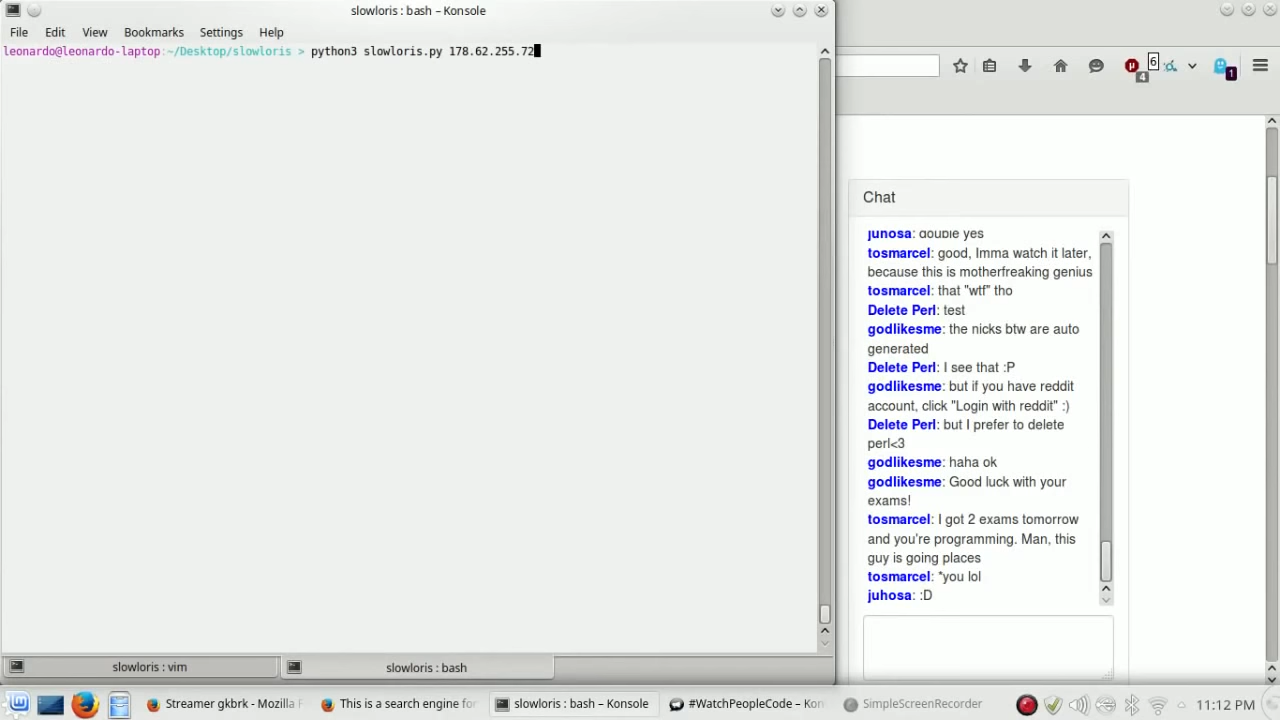 slowloris : bash – Konsole
File Edit View Bookmarks Settings Help
leonardo@leonardo-laptop:~/Desktop/slowloris > python3 slowloris.py 178.62.255.72
6
4
1
Chat
junosa: double yes
tosmarcel: good, Imma watch it later,
because this is motherfreaking genius
tosmarcel: that "wtf" tho
Delete Perl: test
godlikesme: the nicks btw are auto
generated
Delete Perl: I see that :P
godlikesme: but if you have reddit
account, click "Login with reddit" :)
Delete Perl: but I prefer to delete
perl<3
godlikesme: haha ok
godlikesme: Good luck with your
exams!
tosmarcel: I got 2 exams tomorrow
and you're programming. Man, this
guy is going places
tosmarcel: *you lol
juhosa: :D
slowloris : vim
slowloris : bash
Streamer gkbrk - Mozilla F
This is a search engine for
slowloris : bash – Konsole
#WatchPeopleCode – Kon
SimpleScreenRecorder
11:12 PM